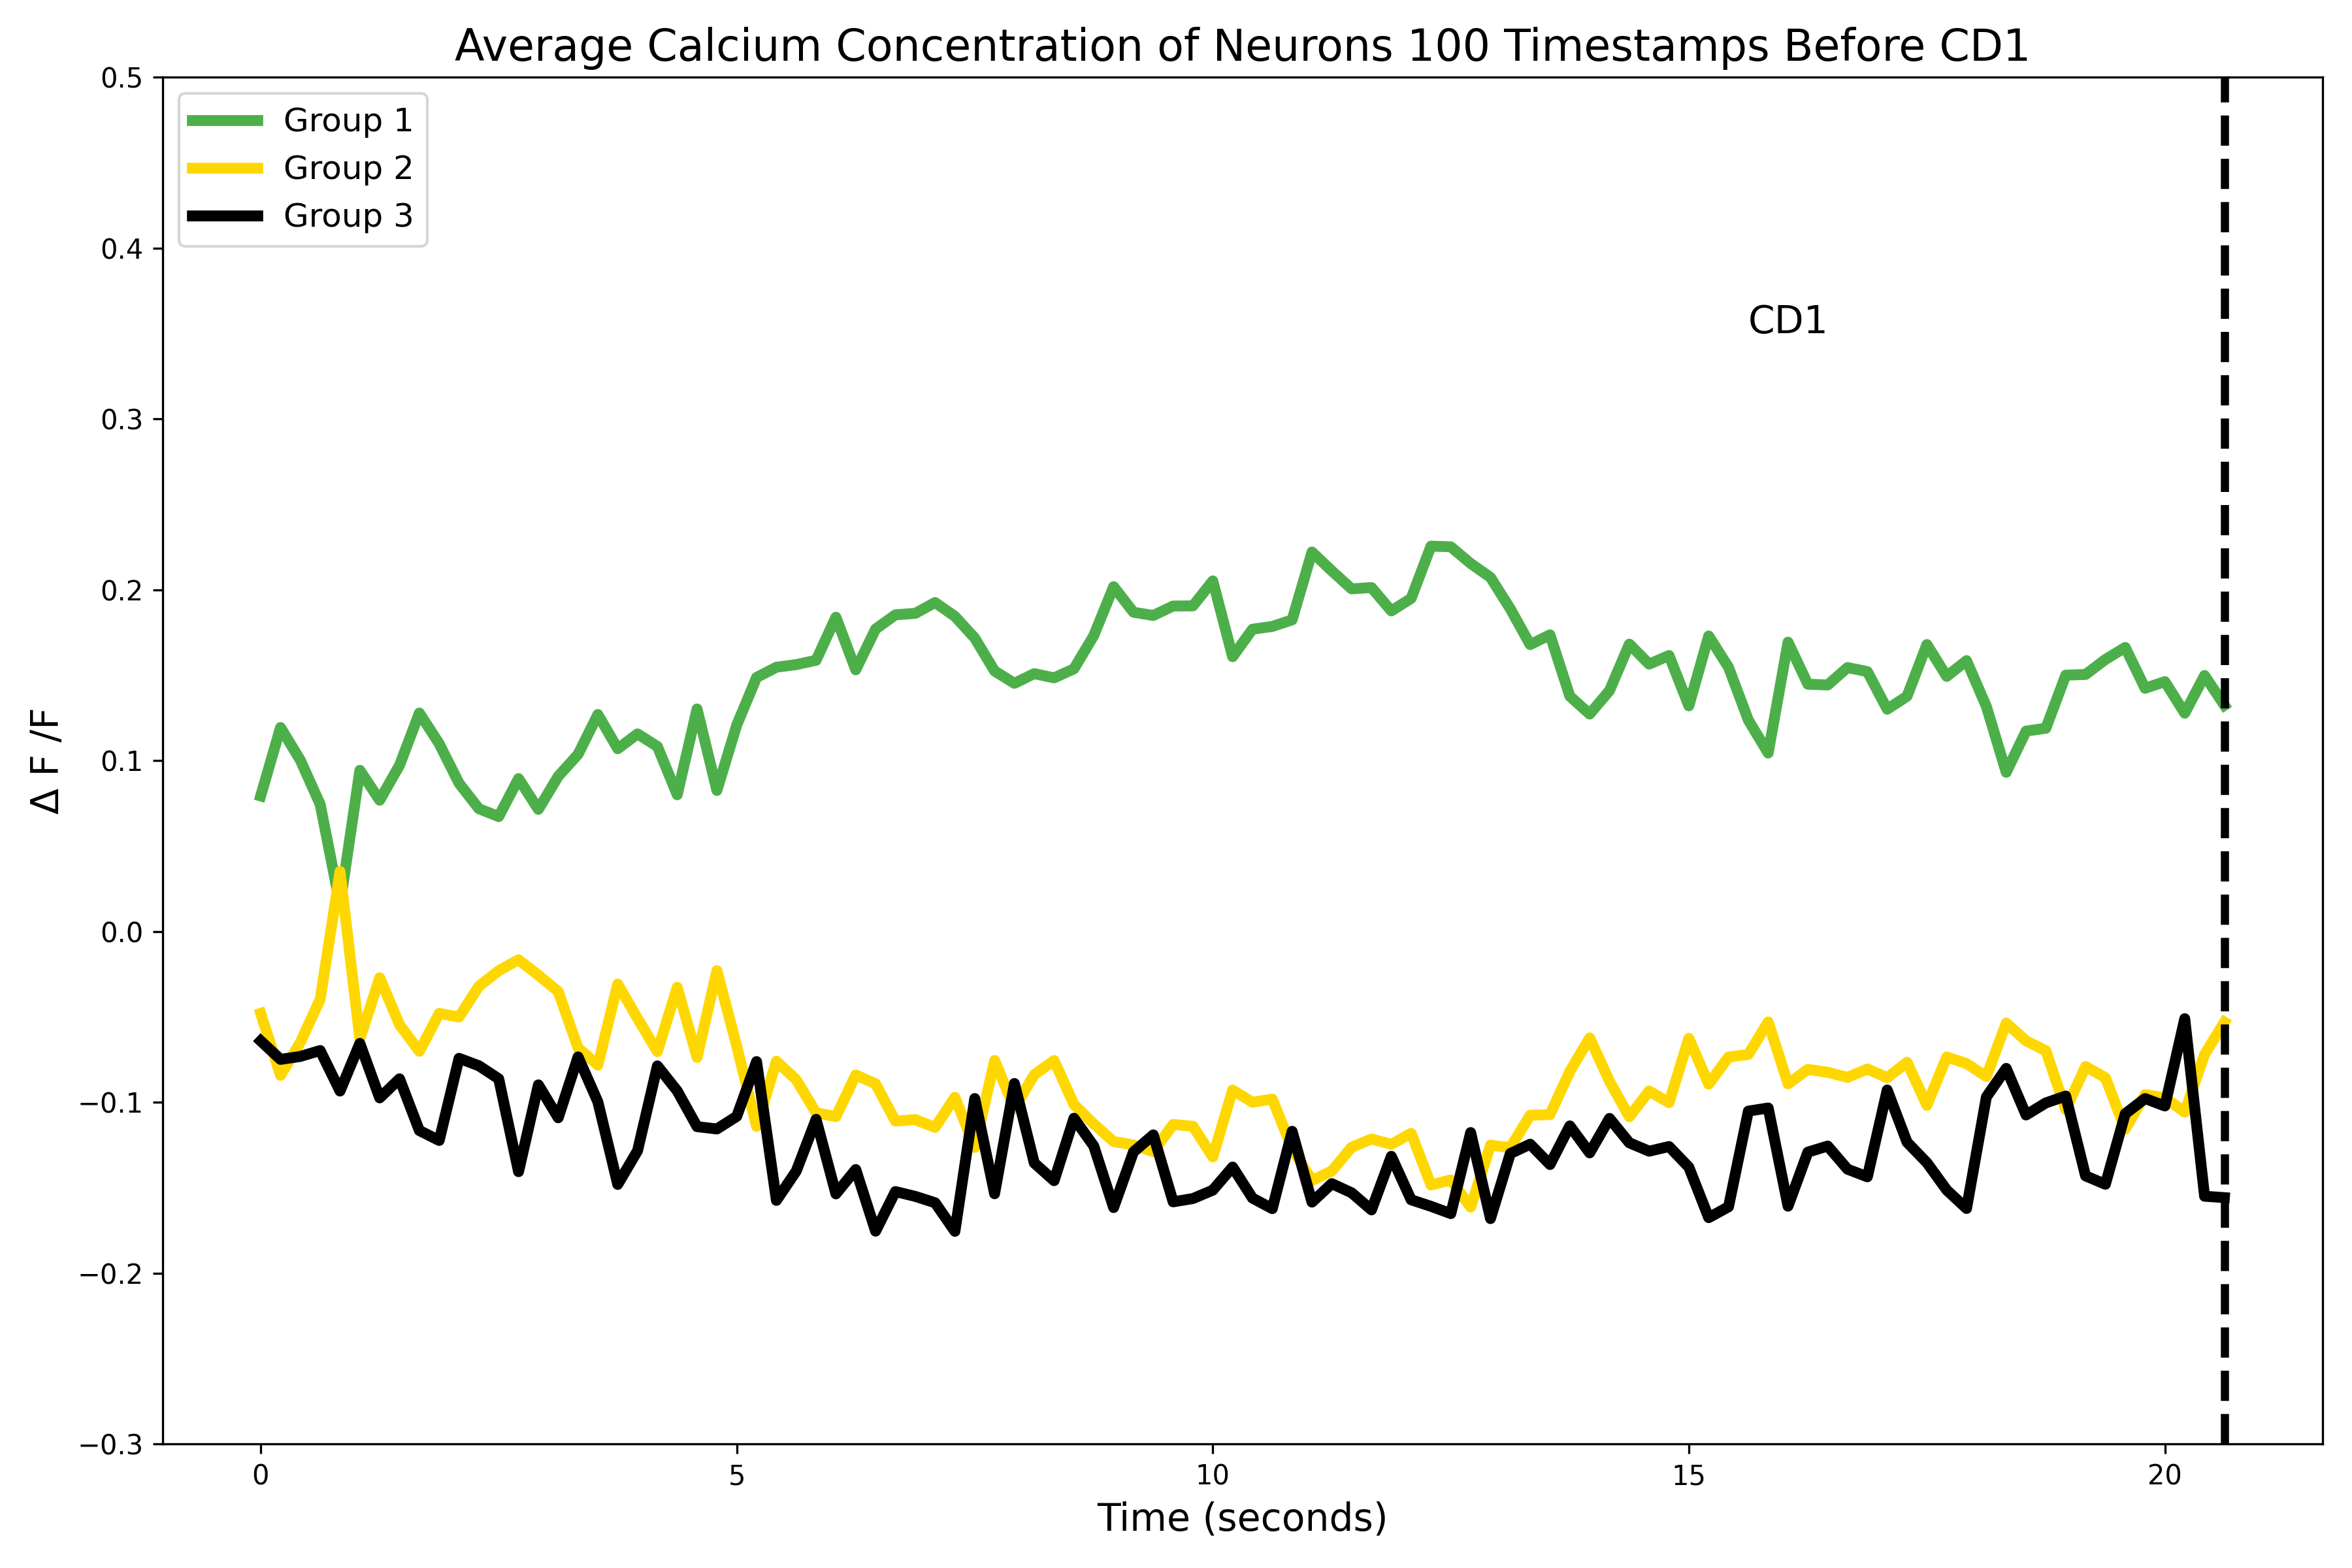 Average Calcium Concentration of Neurons 100 Timestamps Before CD1
0.5
Group 1
Group 2
Group 3
0.4
CD1
0.3
0.2
Δ F /F
0.1
0.0
−0.1
−0.2
−0.3
0 5 10 15 20
Time (seconds)